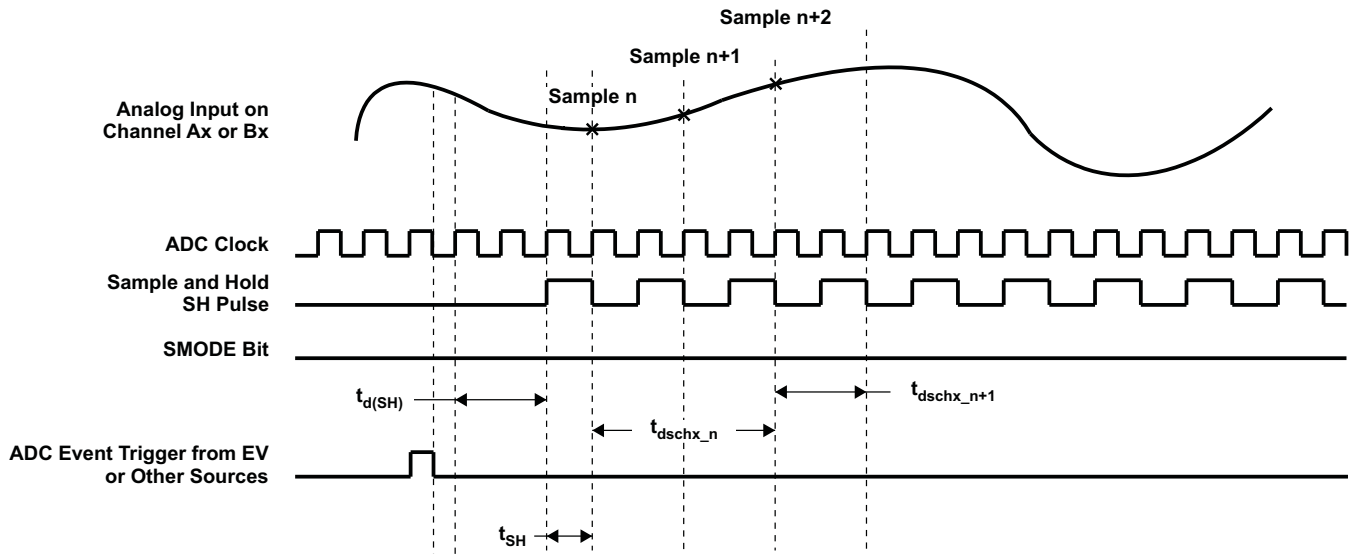 Sample n+2
Sample n+1
Sample n
Analog Input on
Channel Ax or Bx
ADC Clock
Sample and Hold
SH Pulse
SMODE Bit
td(SH)
tdschx_n+1
tdschx_n
ADC Event Trigger from EV
or Other Sources
tSH